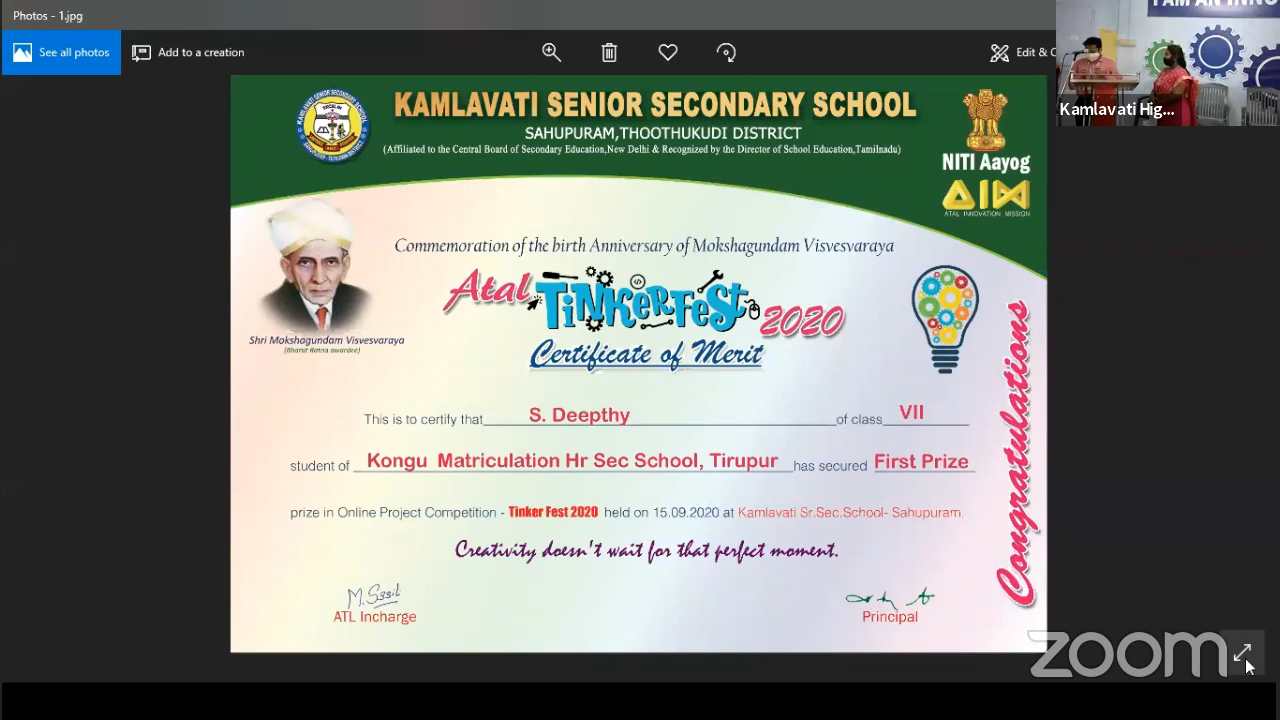 Photos - 1.jpg
See all photos
Add to a creation
Edit & C
I AM AN INNO
Kamlavati Hig...
KAMLAVATI SENIOR SECONDARY SCHOOL
SAHUPURAM,THOOTHUKUDI DISTRICT
(Affiliated to the Central Board of Secondary Education,New Delhi & Recognized by the Director of School Education,Tamilnadu)
NITI Aayog
AIM
ATAL INNOVATION MISSION
Commemoration of the birth Anniversary of Mokshagundam Visvesvaraya
Atal TinkerFest 2020
Certificate of Merit
Shri Mokshagundam Visvesvaraya
(Bharat Ratna awardee)
This is to certify that S. Deepthy of class VII
student of Kongu Matriculation Hr Sec School, Tirupur has secured First Prize
prize in Online Project Competition - Tinker Fest 2020 held on 15.09.2020 at Kamlavati Sr.Sec.School- Sahupuram.
Creativity doesn't wait for that perfect moment.
Congratulations
ATL Incharge
Principal
zoom